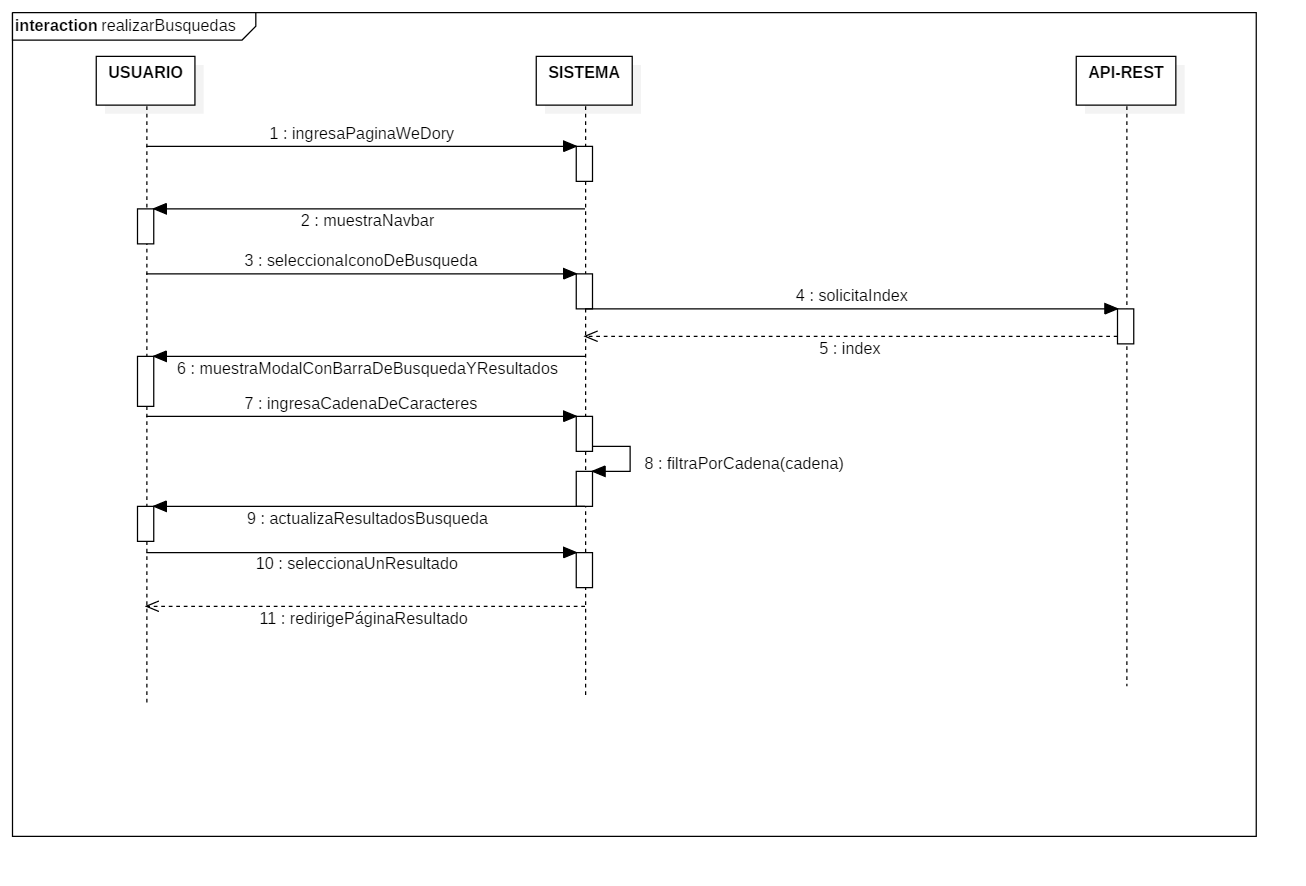 interaction realizarBusquedas
USUARIO
SISTEMA
API-REST
1 : ingresaPaginaWeDory
2 : muestraNavbar
3 : seleccionaIconoDeBusqueda
4 : solicitaIndex
5 : index
6 : muestraModalConBarraDeBusquedaYResultados
7 : ingresaCadenaDeCaracteres
8 : filtraPorCadena(cadena)
9 : actualizaResultadosBusqueda
10 : seleccionaUnResultado
11 : redirigePáginaResultado